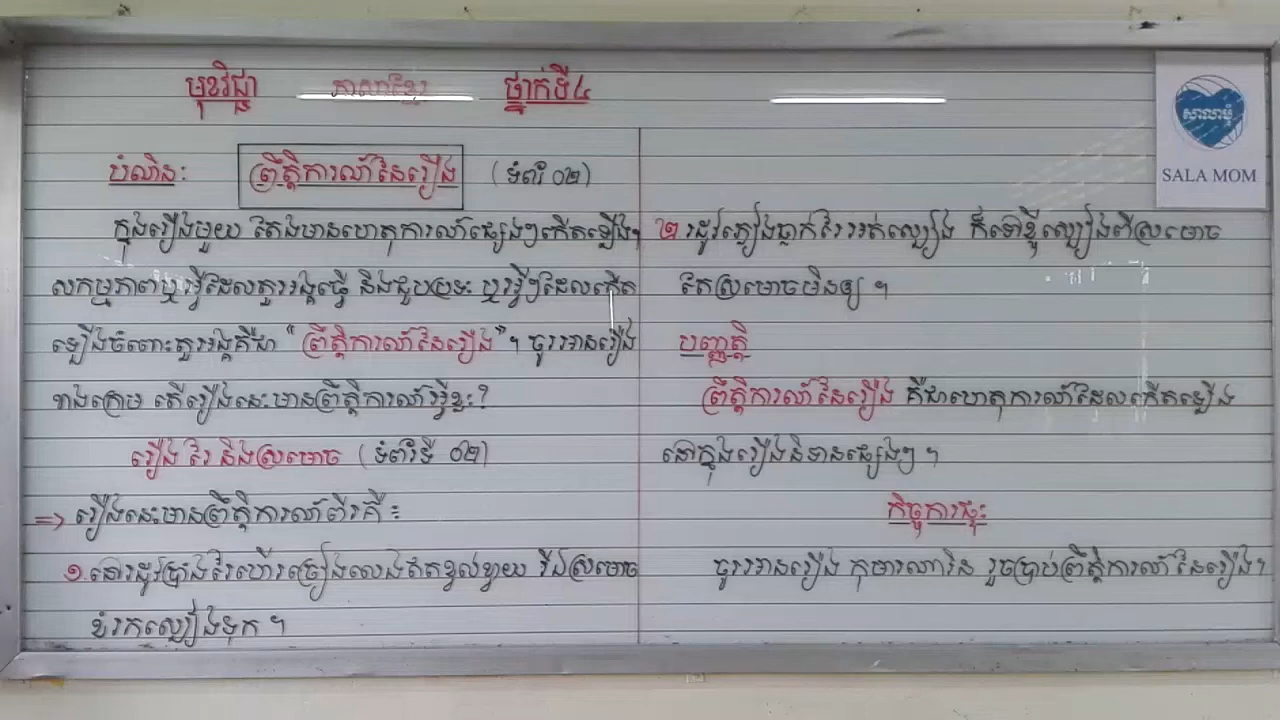 មុខវិជ្ជា ភាសាខ្មែរ ថ្នាក់ទី៤
បំណិន: ព្រឹត្តិការណ៍នៃរឿង (ទំព័រ ០២)
ក្នុងរឿងមួយ តែងមានហេតុការណ៍ផ្សេងៗកើតឡើង។
សកម្មភាពឬអ្វីដែលតួអង្គធ្វើ និងជួបប្រទះ ឬអ្វីៗដែលកើត
ឡើងចំពោះតួអង្គគឺជា "ព្រឹត្តិការណ៍នៃរឿង"។ ចូរអានរឿង
ខាងក្រោម តើរឿងនេះមានព្រឹត្តិការណ៍អ្វីខ្លះ?
រឿង រៃ និងស្រមោច (ទំព័រទី ០២)
=> រឿងនេះមានព្រឹត្តិការណ៍ពីរគឺ ៖
១. នៅរដូវប្រាំងរៃហើរច្រៀងលេងឥតខ្វល់ខ្វាយ រីឯស្រមោច
ខំរកស្បៀងទុក ។
២ រដូវភ្លៀងធ្លាក់រៃអត់ស្បៀង ក៏ទៅខ្ចីស្បៀងពីស្រមោច
តែស្រមោចមិនឲ្យ ។
បញ្ញត្តិ
ព្រឹត្តិការណ៍នៃរឿង គឺជាហេតុការណ៍ដែលកើតឡើង
នៅក្នុងរឿងនិទានផ្សេងៗ ។
កិច្ចការផ្ទះ
ចូរអានរឿង កុមារណារិន រួចប្រាប់ព្រឹត្តិការណ៍នៃរឿង។
សាលាមុំ
SALA MOM